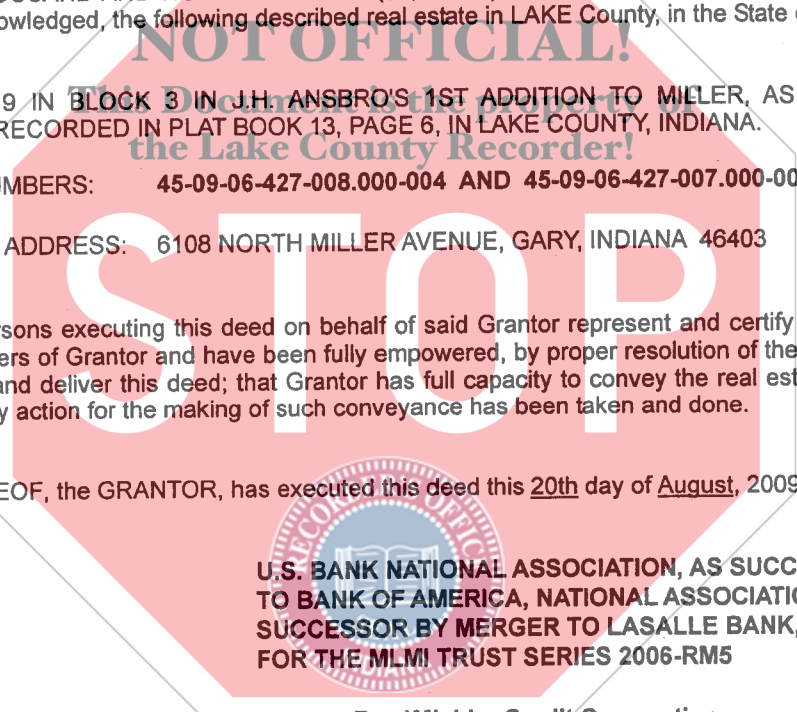 owledged, the following described real estate in LAKE County, in the State
NOT OFFICIAL!
This Document is the property of
the Lake County Recorder!
9 IN BLOCK 3 IN J.H. ANSBRO'S 1ST ADDITION TO MILLER, AS
RECORDED IN PLAT BOOK 13, PAGE 6, IN LAKE COUNTY, INDIANA.
UMBERS: 45-09-06-427-008.000-004 AND 45-09-06-427-007.000-00
ADDRESS: 6108 NORTH MILLER AVENUE, GARY, INDIANA 46403
STOP
rsons executing this deed on behalf of said Grantor represent and certify
ers of Grantor and have been fully empowered, by proper resolution of the
and deliver this deed; that Grantor has full capacity to convey the real est
y action for the making of such conveyance has been taken and done.
EOF, the GRANTOR, has executed this deed this 20th day of August, 2009
RECORDER OFFICE
INDIANA
U.S. BANK NATIONAL ASSOCIATION, AS SUCC
TO BANK OF AMERICA, NATIONAL ASSOCIATIO
SUCCESSOR BY MERGER TO LASALLE BANK,
FOR THE MLMI TRUST SERIES 2006-RM5